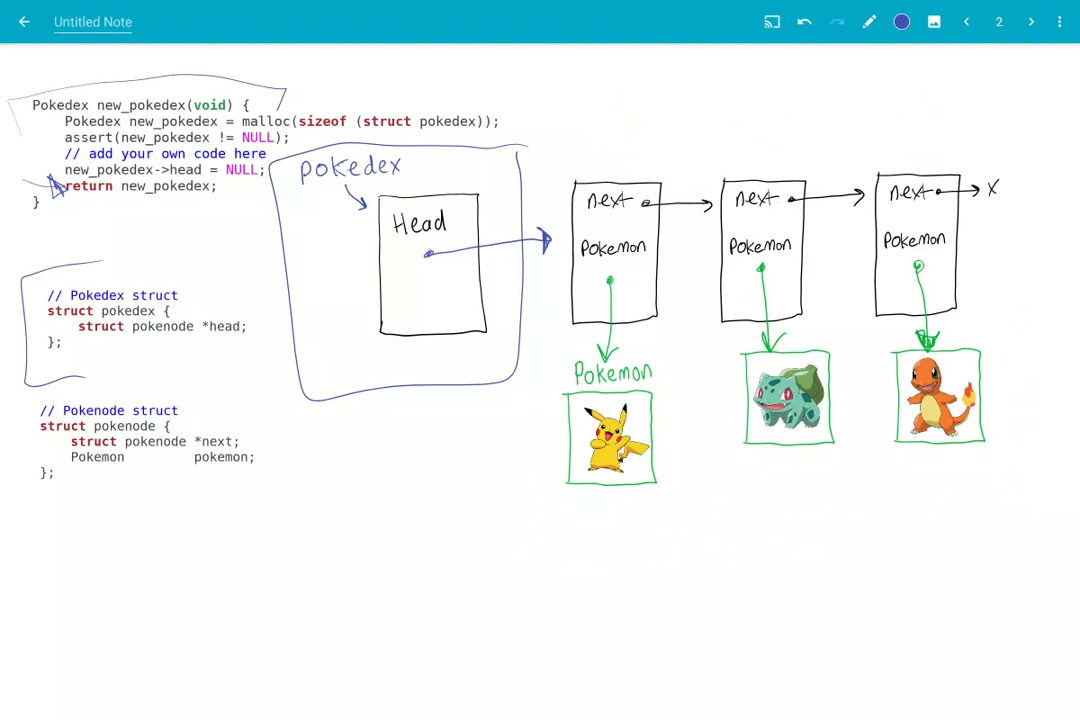 Untitled Note
2
Pokedex new_pokedex(void) {
    Pokedex new_pokedex = malloc(sizeof (struct pokedex));
    assert(new_pokedex != NULL);
    // add your own code here
    new_pokedex->head = NULL;
    return new_pokedex;
}
pokedex
Head
next
Pokemon
next
Pokemon
next
X
Pokemon
// Pokedex struct
struct pokedex {
    struct pokenode *head;
};
Pokemon
// Pokenode struct
struct pokenode {
    struct pokenode *next;
    Pokemon         pokemon;
};